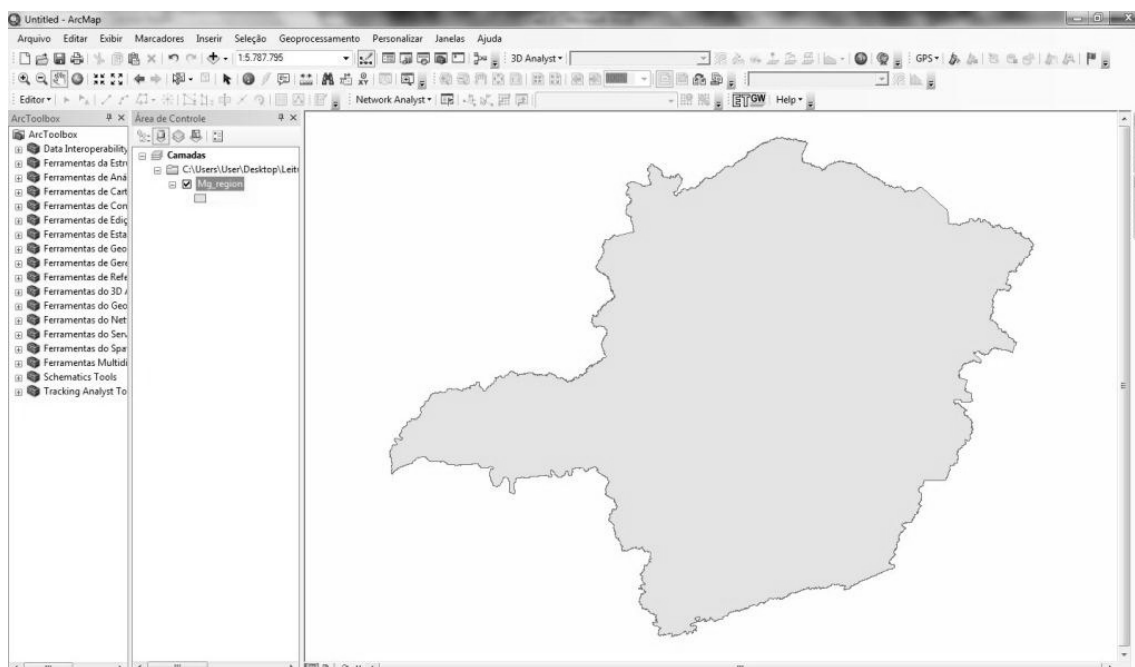 Untitled - ArcMap
Arquivo Editar Exibir Marcadores Inserir Seleção Geoprocessamento Personalizar Janelas Ajuda
1:5.787.795 3D Analyst GPS
Editor Network Analyst ETGW Help
ArcToolbox
ArcToolbox
Data Interoperability
Ferramentas da Estr
Ferramentas de Aná
Ferramentas de Cart
Ferramentas de Con
Ferramentas de Ediç
Ferramentas de Esta
Ferramentas de Geo
Ferramentas de Gere
Ferramentas de Refe
Ferramentas do 3D
Ferramentas do Geo
Ferramentas do Net
Ferramentas do Serv
Ferramentas do Spa
Ferramentas Multidi
Schematics Tools
Tracking Analyst To
Área de Controle
Camadas
C:\Users\User\Desktop\Leit
Mg_region